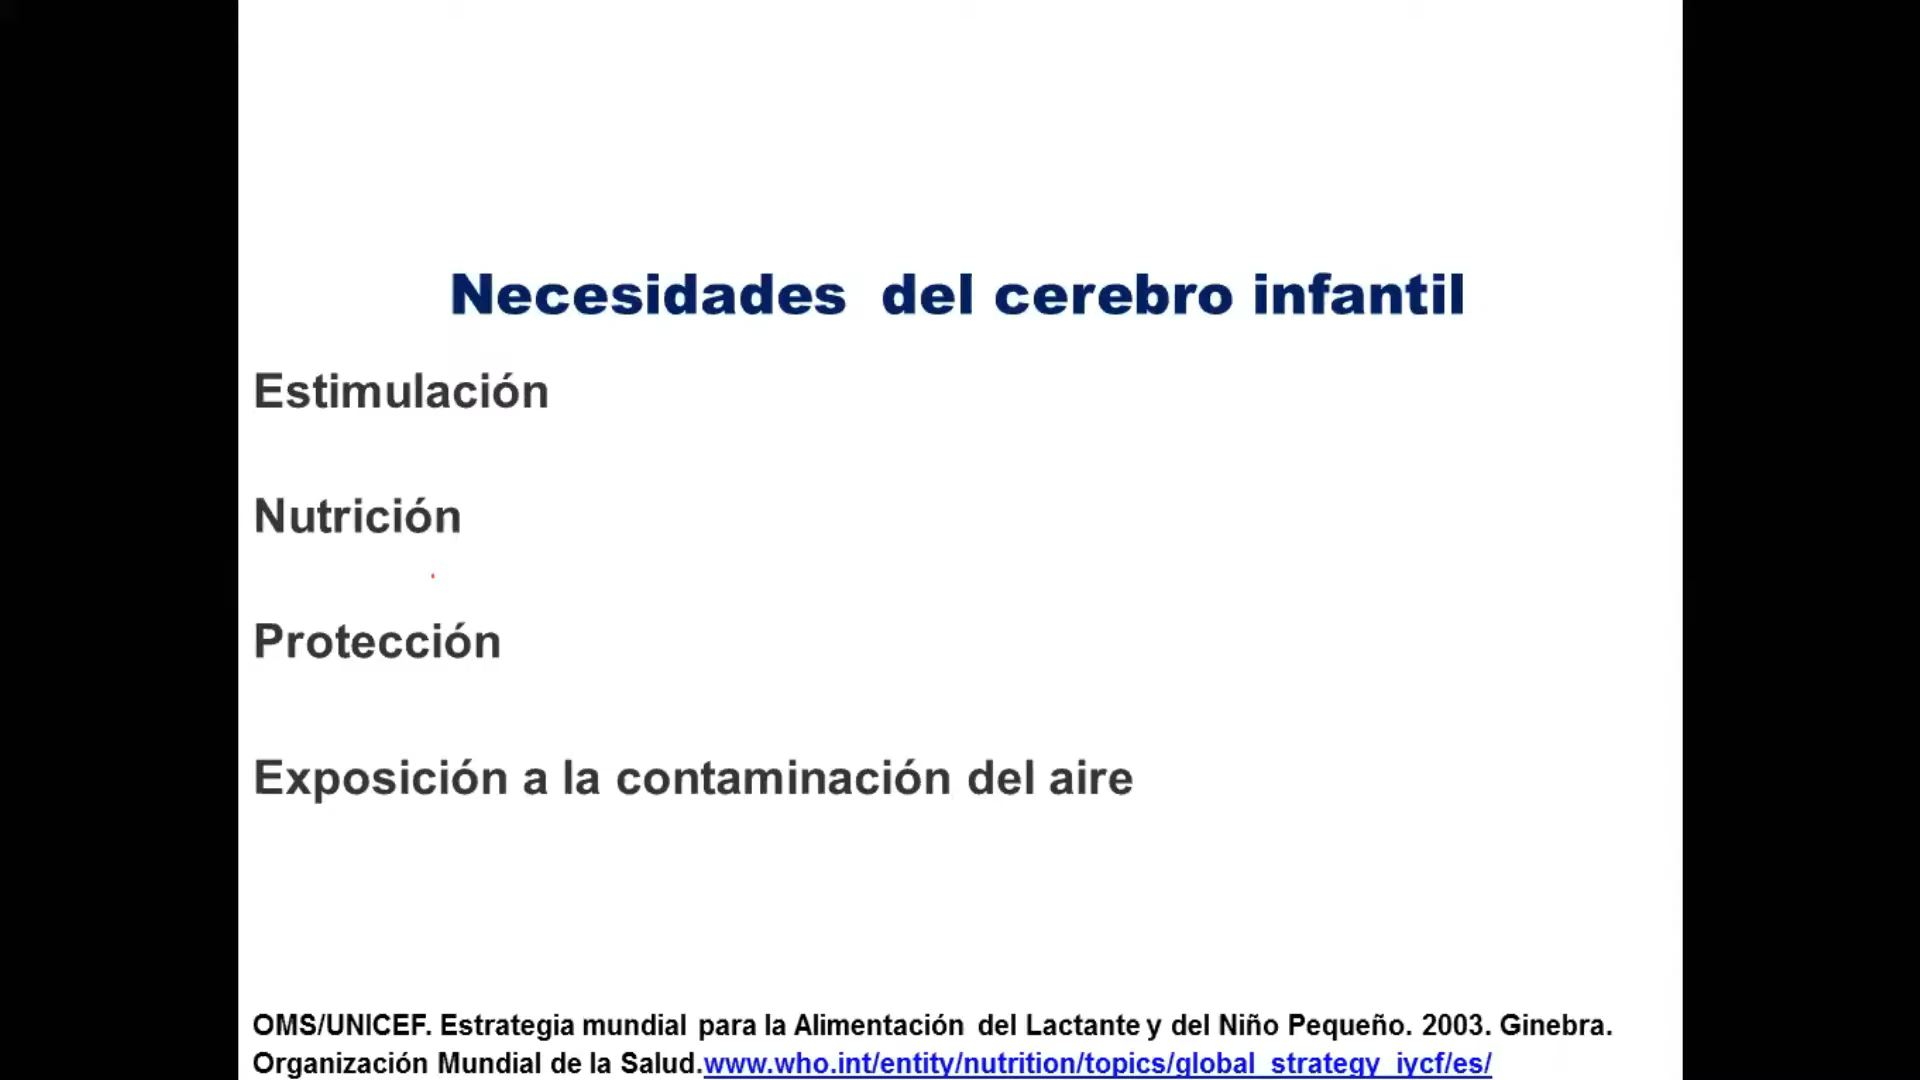 Necesidades del cerebro infantil
Estimulación
Nutrición
Protección
Exposición a la contaminación del aire
OMS/UNICEF. Estrategia mundial para la Alimentación del Lactante y del Niño Pequeño. 2003. Ginebra.
Organización Mundial de la Salud.www.who.int/entity/nutrition/topics/global_strategy_iycf/es/